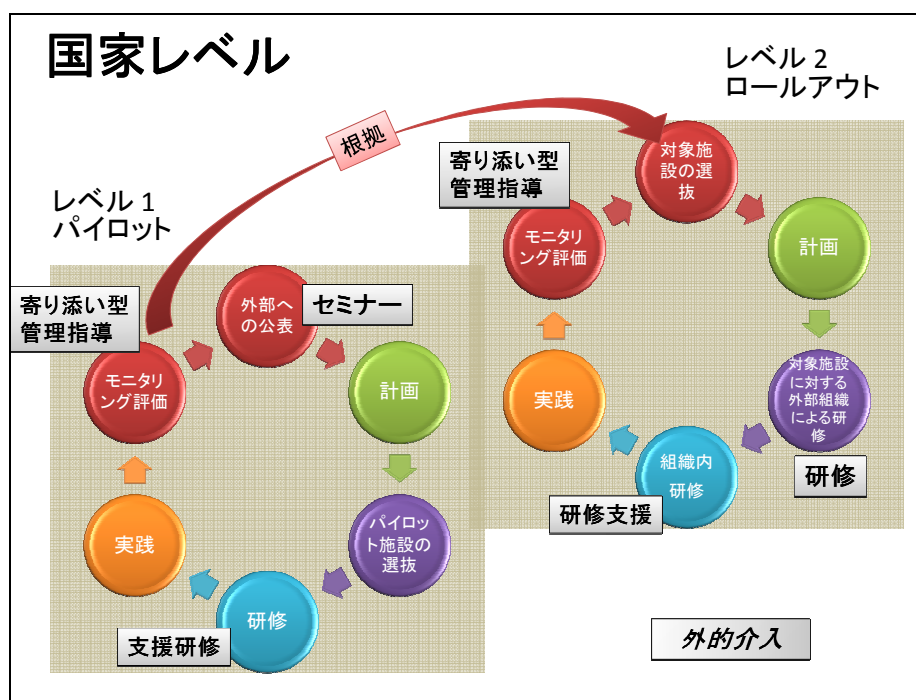 国家レベル
レベル 2
ロールアウト
根拠
寄り添い型
管理指導
対象施
設の選
抜
モニタリ
ング評価
計画
実践
対象施設
に対する
外部組織
による研
修
組織内
研修
研修
研修支援
レベル 1
パイロット
寄り添い型
管理指導
外部へ
の公表
セミナー
モニタリ
ング評価
計画
実践
パイロッ
ト施設の
選抜
研修
支援研修
外的介入